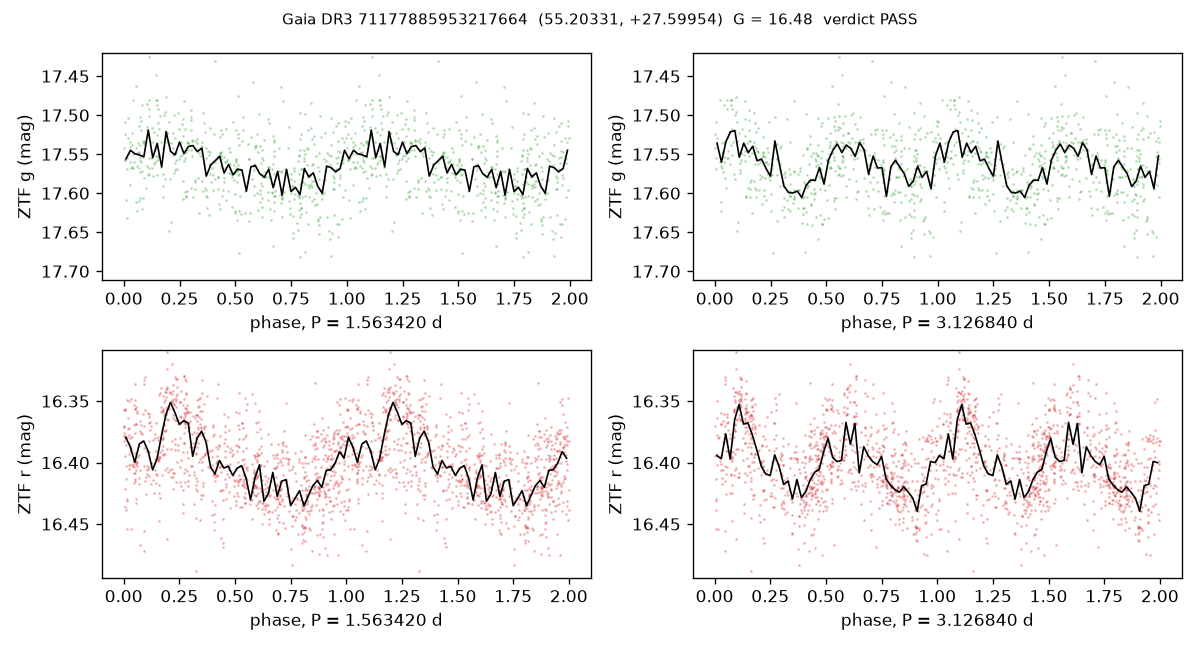 Gaia DR3 71177885953217664  (55.20331, +27.59954)  G = 16.48  verdict PASS
ZTF g (mag)
17.45
17.50
17.55
17.60
17.65
17.70
0.00 0.25 0.50 0.75 1.00 1.25 1.50 1.75 2.00
phase, P = 1.563420 d
ZTF g (mag)
17.45
17.50
17.55
17.60
17.65
17.70
0.00 0.25 0.50 0.75 1.00 1.25 1.50 1.75 2.00
phase, P = 3.126840 d
ZTF r (mag)
16.35
16.40
16.45
0.00 0.25 0.50 0.75 1.00 1.25 1.50 1.75 2.00
phase, P = 1.563420 d
ZTF r (mag)
16.35
16.40
16.45
0.00 0.25 0.50 0.75 1.00 1.25 1.50 1.75 2.00
phase, P = 3.126840 d